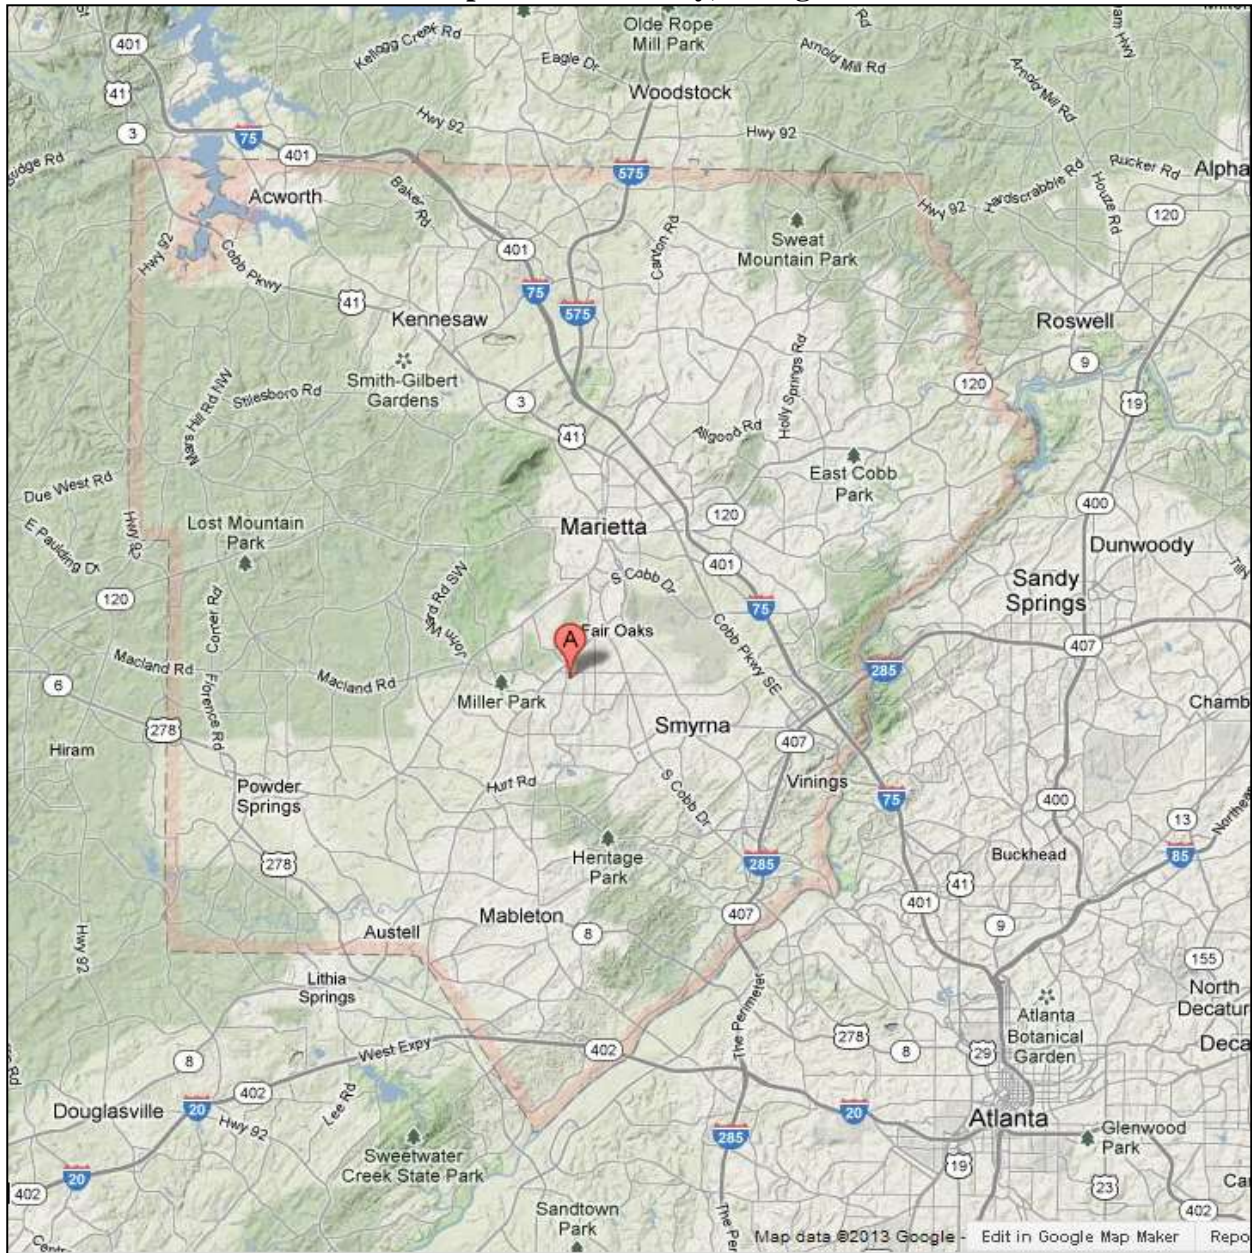 Olde Rope
Mill Park
Kellogg Creek Rd
401
Eagle Dr
Arnold Mill Rd
Rd
41
Woodstock
Arnold Mill Rd
3
75
Hwy 92
Hwy 92
401
575
Rucker Rd
Alpha
Acworth
Baker Rd
Hardscrabble Rd
Houze Rd
Hwy 92
120
Hwy 92
Cobb Pkwy
401
Canton Rd
Sweat
Mountain Park
75
41
575
Kennesaw
Roswell
9
Smith-Gilbert
Gardens
Mars Hill Rd NW
Stilesboro Rd
Holly Springs Rd
120
3
19
41
Allgood Rd
East Cobb
Park
Due West Rd
400
Hwy 92
Lost Mountain
Park
Marietta
120
E Paulding Dr
Dunwoody
401
S Cobb Dr
Sandy
Springs
120
Corner Rd
75
A
Fair Oaks
Cobb Pkwy SE
407
Macland Rd
285
Macland Rd
6
Miller Park
Florence Rd
278
Smyrna
Chamb
407
Hiram
Powder
Springs
Hurt Rd
S Cobb Dr
Vinings
75
400
13
Heritage
Park
285
Buckhead
85
278
41
401
Mableton
407
8
9
Austell
Hwy 92
155
Lithia
Springs
The Perimeter
North
Decatur
Atlanta
Botanical
Garden
278
8
29
Deca
402
West Expy
8
402
Lee Rd
Douglasville
20
Hwy 92
20
Atlanta
285
Glenwood
Park
Sweetwater
Creek State Park
19
20
402
23
402
Sandtown
Park
The Per
Map data ©2013 Google - Edit in Google Map Maker Repo